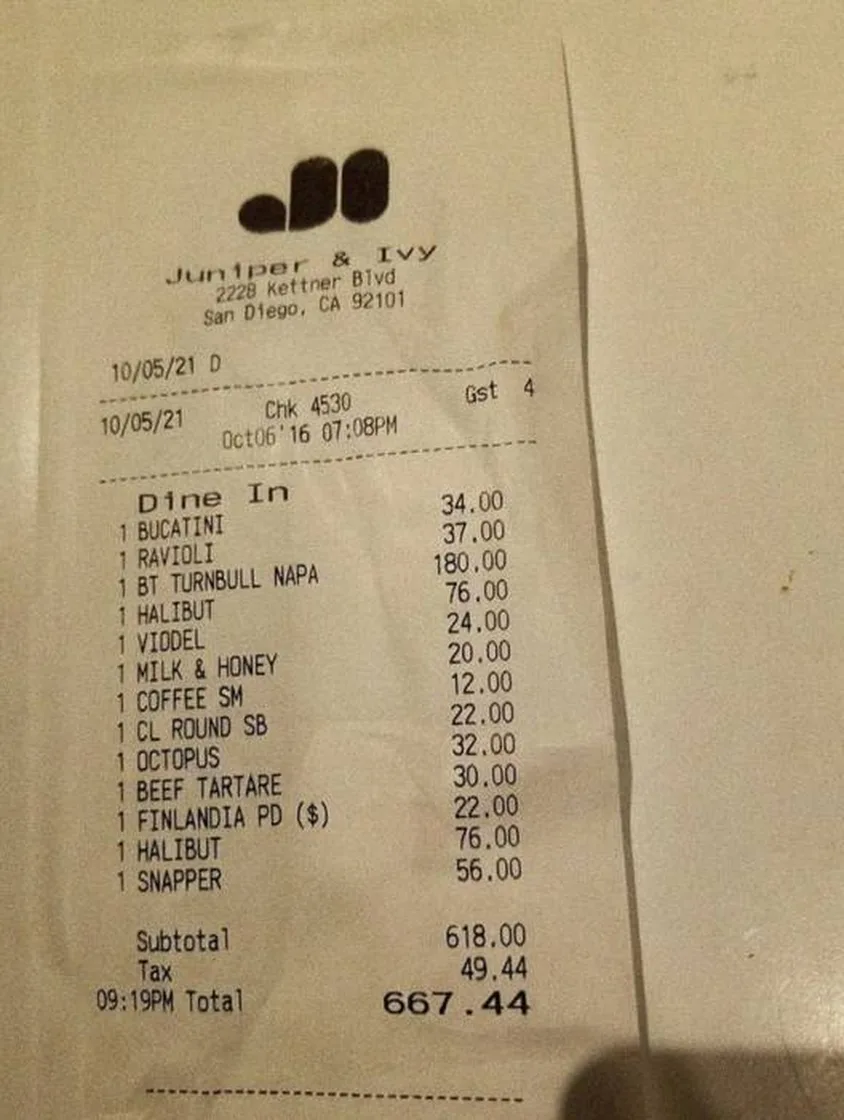 Juniper & Ivy
2228 Kettner Blvd
San Diego, CA 92101
10/05/21 D
10/05/21 Chk 4530 Gst 4
Oct06'16 07:08PM
Dine In
1 BUCATINI 34.00
1 RAVIOLI 37.00
1 BT TURNBULL NAPA 180.00
1 HALIBUT 76.00
1 VIODEL 24.00
1 MILK & HONEY 20.00
1 COFFEE SM 12.00
1 CL ROUND SB 22.00
1 OCTOPUS 32.00
1 BEEF TARTARE 30.00
1 FINLANDIA PD ($) 22.00
1 HALIBUT 76.00
1 SNAPPER 56.00
Subtotal 618.00
Tax 49.44
09:19PM Total 667.44